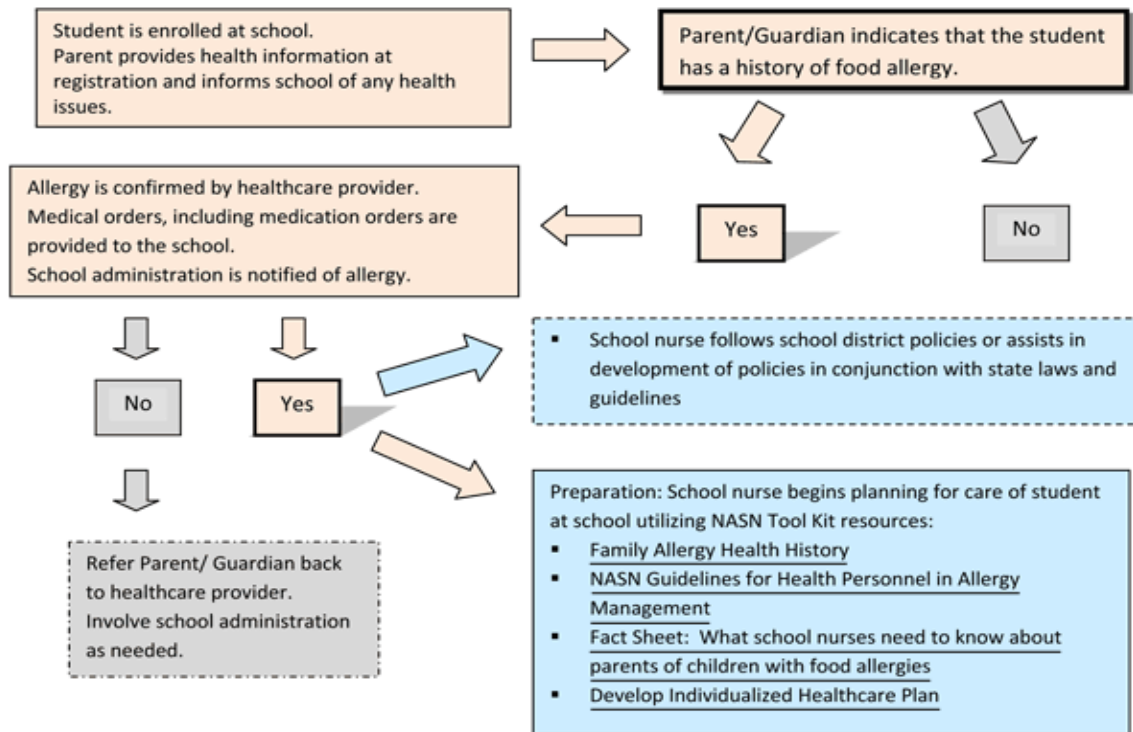 Student is enrolled at school.
Parent provides health information at
registration and informs school of any health
issues.
Parent/Guardian indicates that the student
has a history of food allergy.
Allergy is confirmed by healthcare provider.
Medical orders, including medication orders are
provided to the school.
School administration is notified of allergy.
Yes
No
No
Yes
▪ School nurse follows school district policies or assists in
development of policies in conjunction with state laws and
guidelines
Refer Parent/ Guardian back
to healthcare provider.
Involve school administration
as needed.
Preparation: School nurse begins planning for care of student
at school utilizing NASN Tool Kit resources:
▪ Family Allergy Health History
▪ NASN Guidelines for Health Personnel in Allergy
Management
▪ Fact Sheet: What school nurses need to know about
parents of children with food allergies
▪ Develop Individualized Healthcare Plan